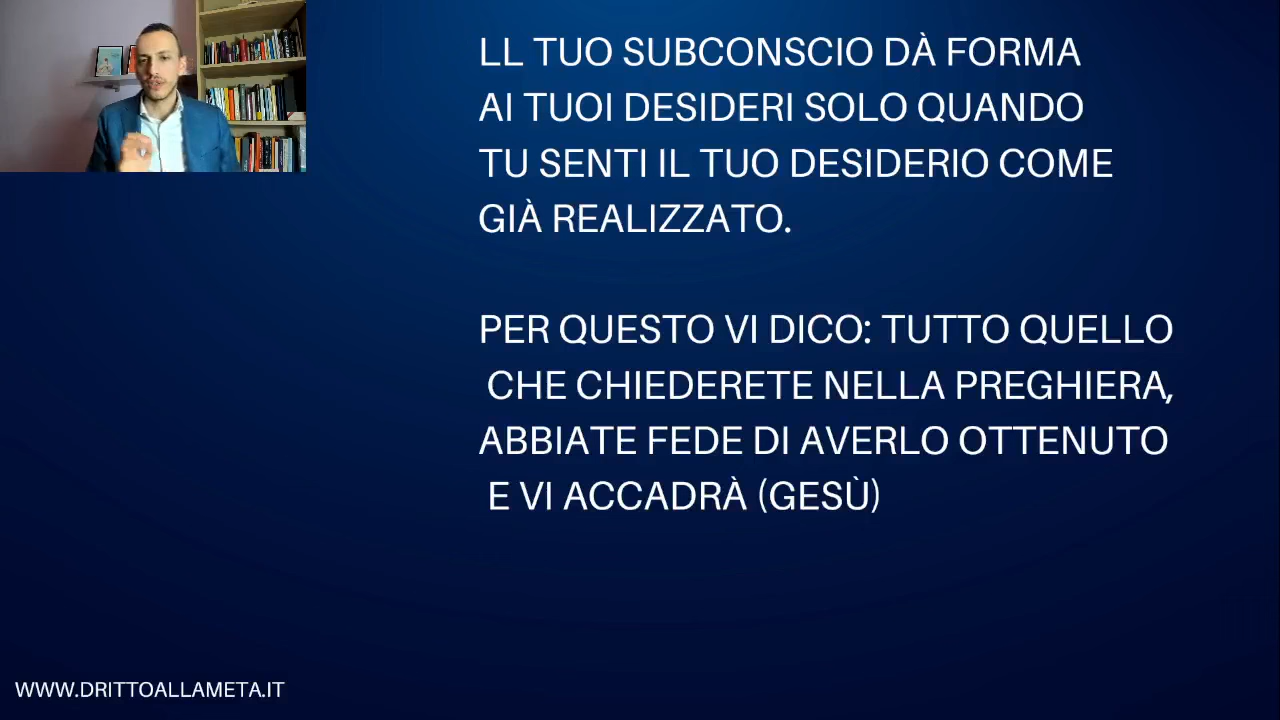 LL TUO SUBCONSCIO DÀ FORMA
AI TUOI DESIDERI SOLO QUANDO
TU SENTI IL TUO DESIDERIO COME
GIÀ REALIZZATO.
PER QUESTO VI DICO: TUTTO QUELLO
CHE CHIEDERETE NELLA PREGHIERA,
ABBIATE FEDE DI AVERLO OTTENUTO
E VI ACCADRÀ (GESÙ)
WWW.DRITTOALLAMETA.IT